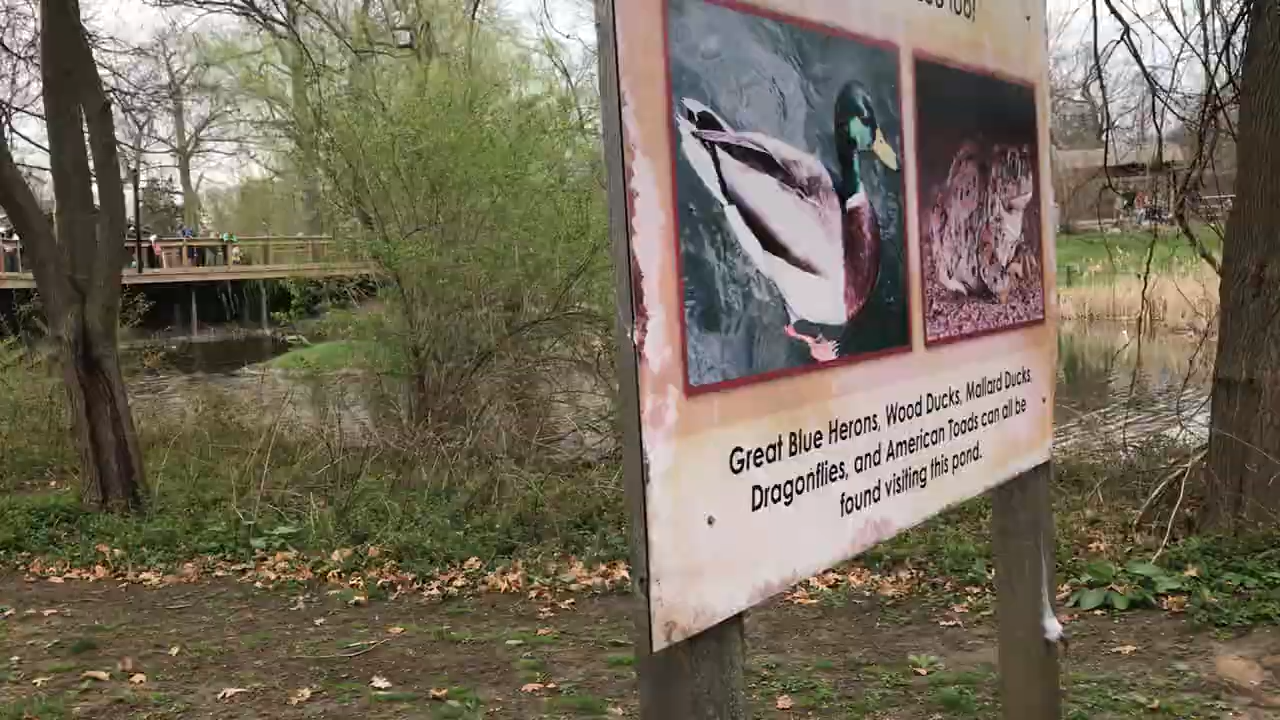 Great Blue Herons, Wood Ducks, Mallard Ducks,
Dragonflies, and American Toads can all be
found visiting this pond.